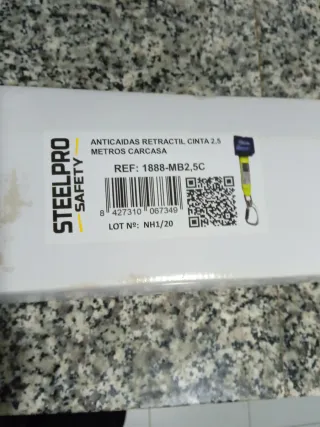 STEELPRO
SAFETY
ANTICAIDAS RETRACTIL CINTA 2,5
METROS CARCASA
REF: 1888-MB2,5C
8 427310 067349
LOT Nº: NH1/20